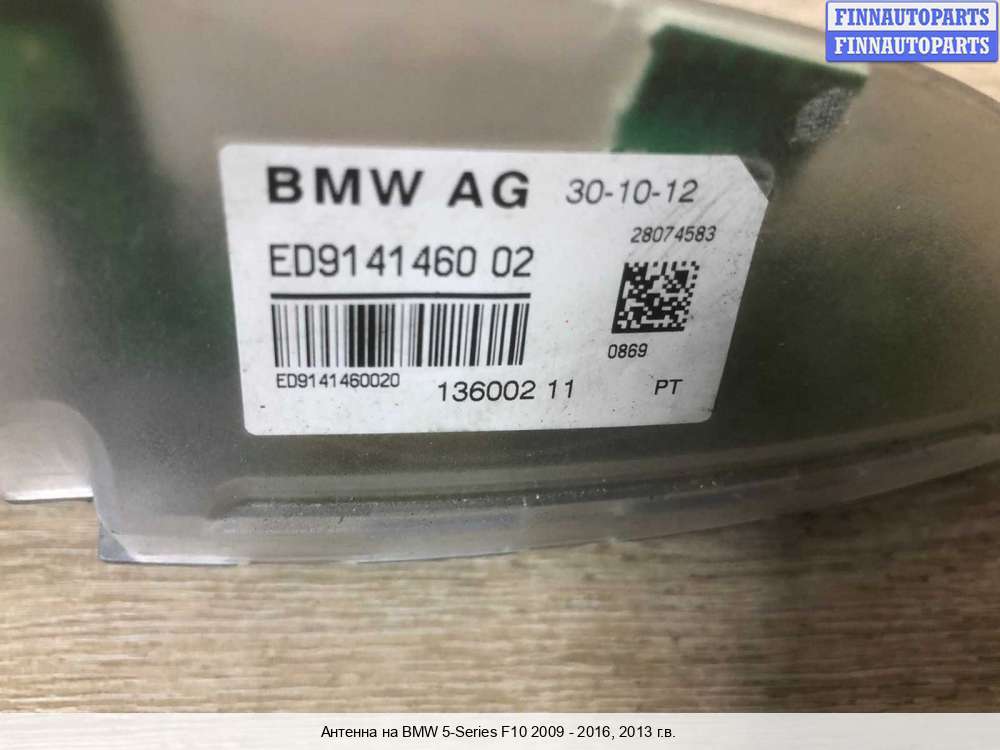 FINNAUTOPARTS
FINNAUTOPARTS
BMW AG 30-10-12
28074583
ED9141460 02
0869
ED9141460020
136002 11 PT
Антенна на BMW 5-Series F10 2009 - 2016, 2013 г.в.